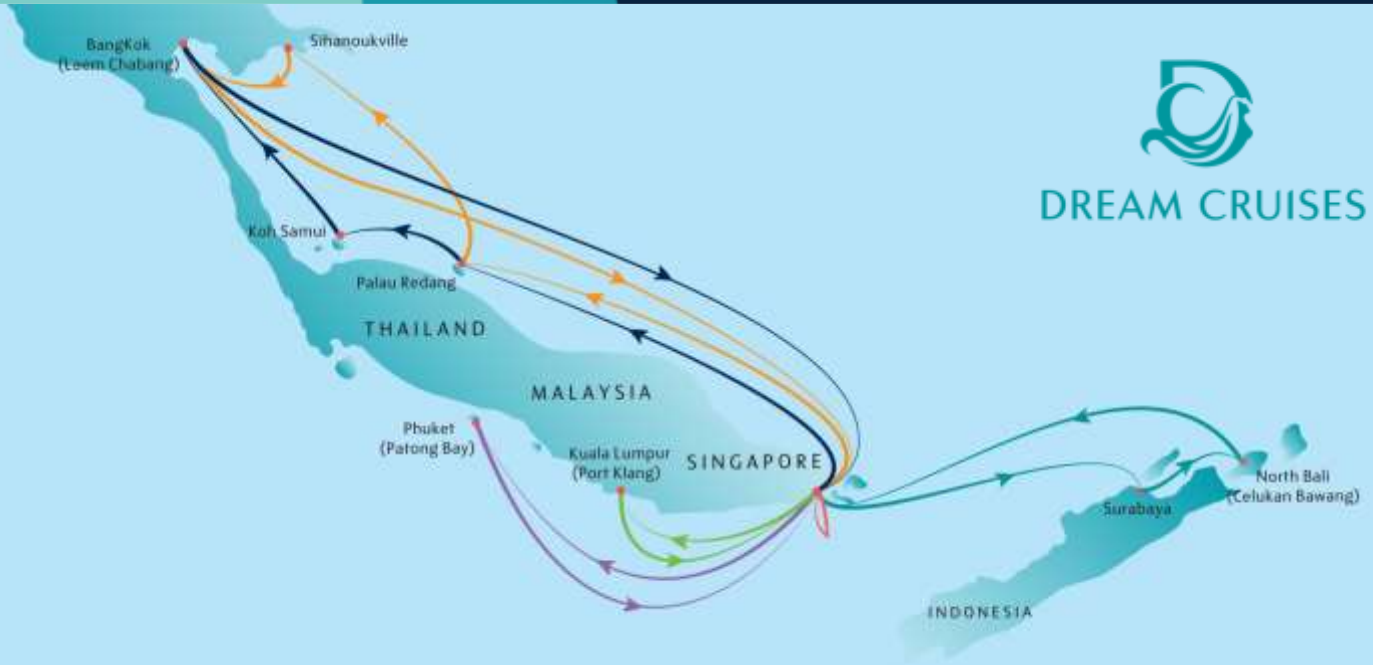 BangKok
(Laem Chabang)
Sihanoukville
DREAM CRUISES
Koh Samui
Palau Redang
THAILAND
MALAYSIA
Phuket
(Patong Bay)
Kuala Lumpur
(Port Klang)
SINGAPORE
North Bali
(Celukan Bawang)
Surabaya
INDONESIA